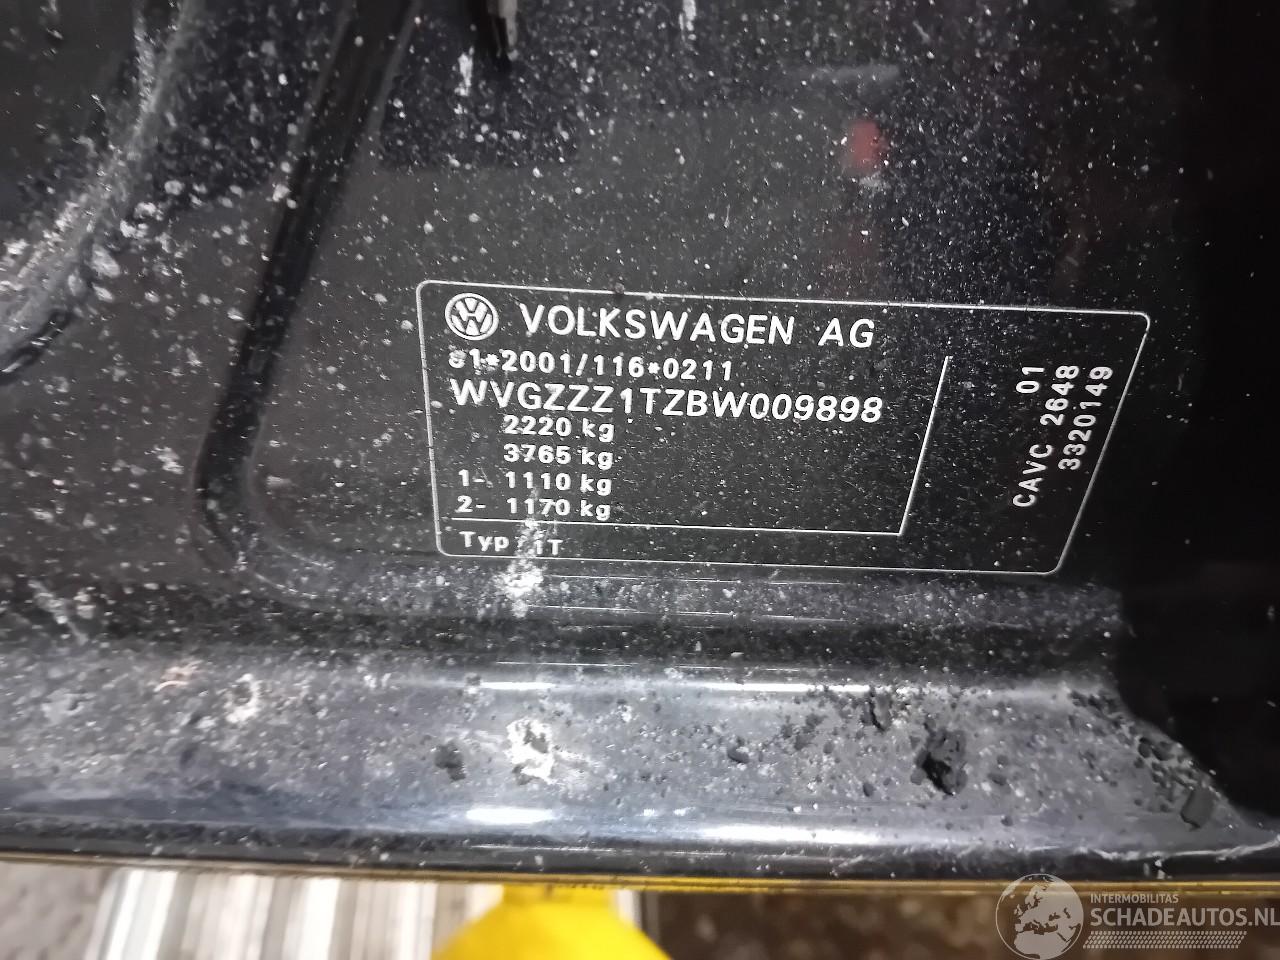 VOLKSWAGEN AG
e1*2001/116*0211
WVGZZZ1TZBW009898
2220 kg
3765 kg
1- 1110 kg
2- 1170 kg
Typ 1T
01
CAVC 2648
3320149
INTERMOBILITAS
SCHADEAUTOS.NL